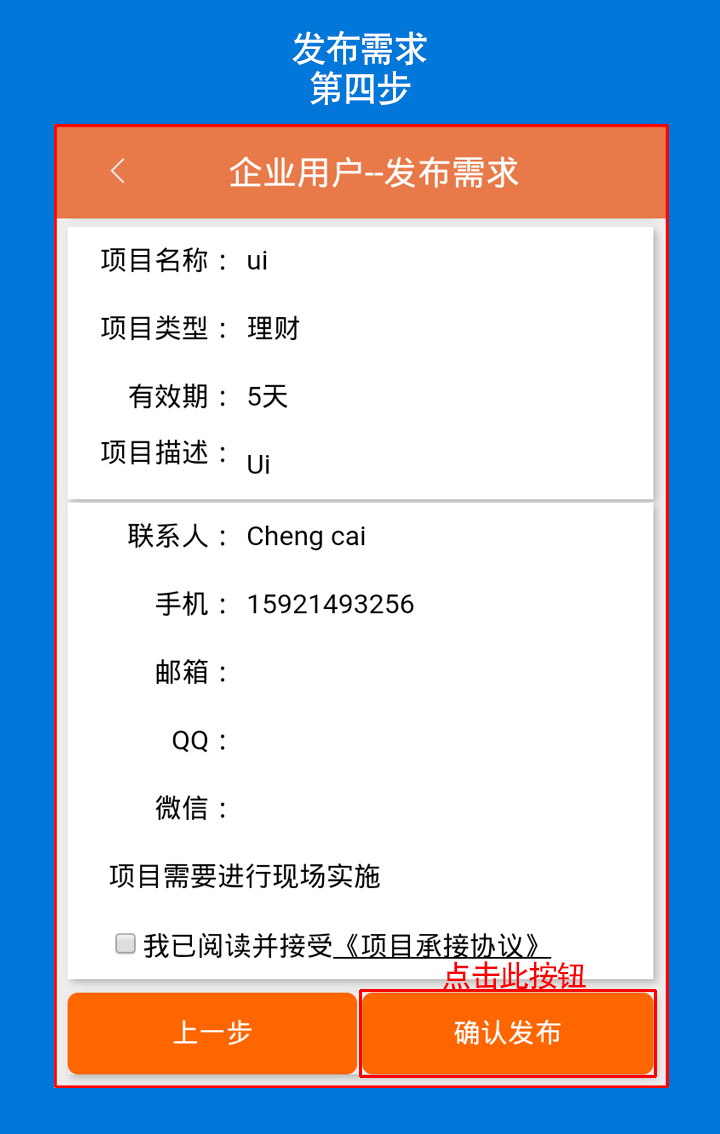 发布需求
第四步
企业用户--发布需求
项目名称： ui
项目类型： 理财
有效期： 5天
项目描述： Ui
联系人： Cheng cai
手机： 15921493256
邮箱：
QQ：
微信：
项目需要进行现场实施
我已阅读并接受《项目承接协议》
点击此按钮
上一步 确认发布